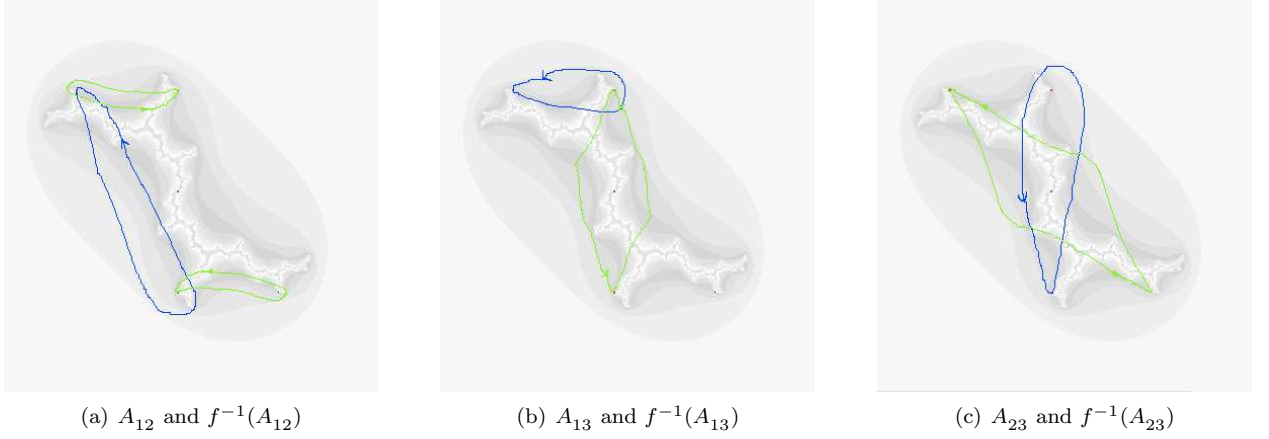 (a) A₁₂ and f⁻¹(A₁₂)
(b) A₁₃ and f⁻¹(A₁₃)
(c) A₂₃ and f⁻¹(A₂₃)